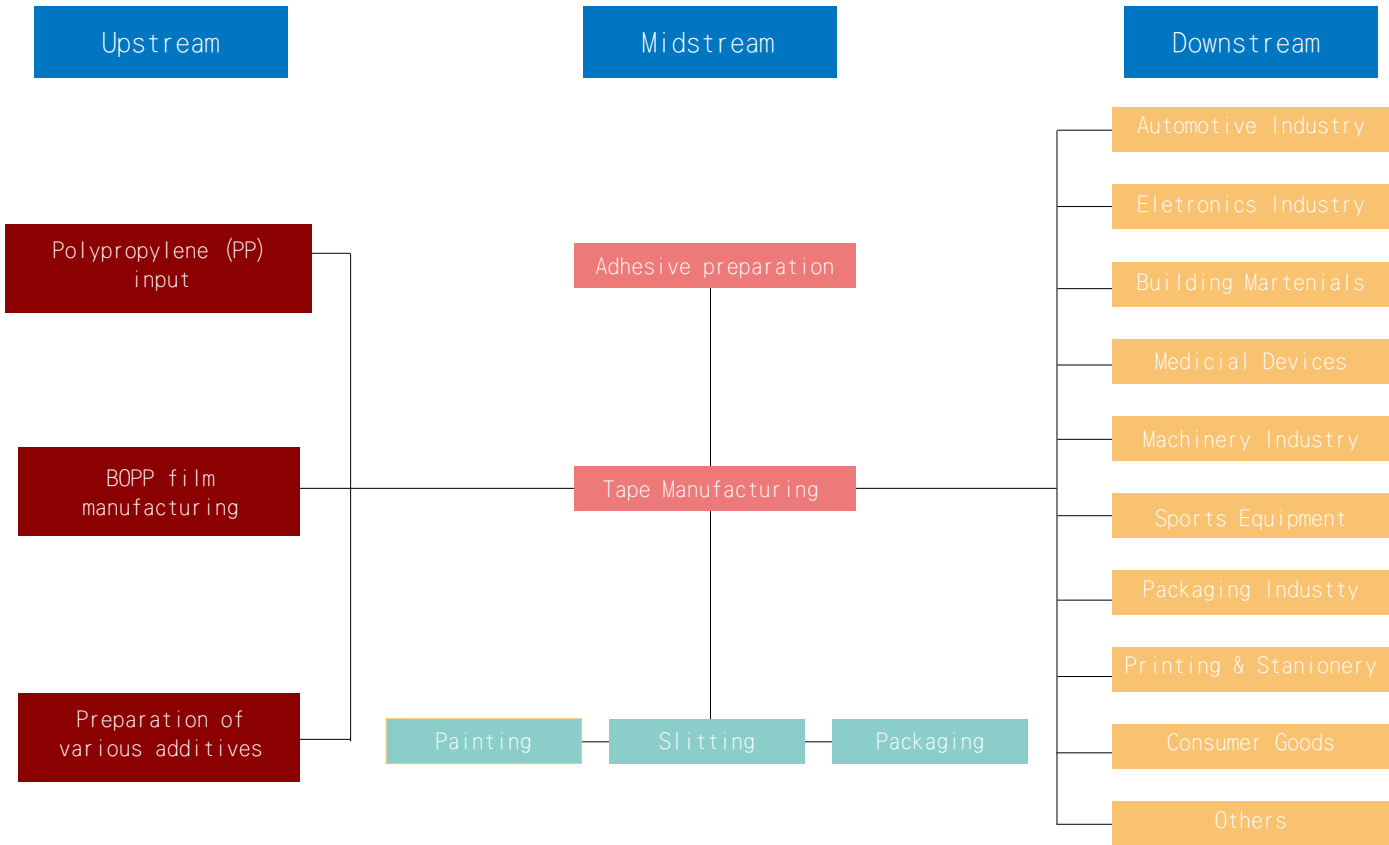 Upstream
Midstream
Downstream
Polypropylene (PP)
input
BOPP film
manufacturing
Preparation of
various additives
Adhesive preparation
Tape Manufacturing
Painting
Slitting
Packaging
Automotive Industry
Eletronics Industry
Building Martenials
Medicial Devices
Machinery Industry
Sports Equipment
Packaging Industty
Printing & Stanionery
Consumer Goods
Others